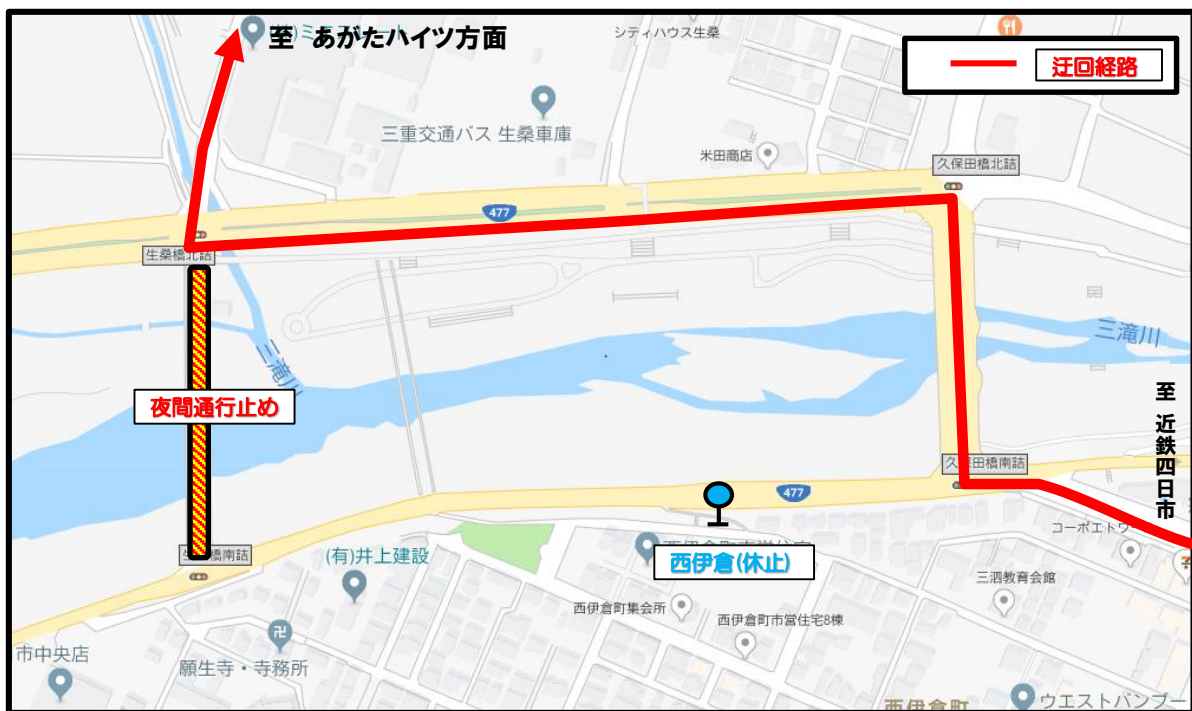 至 あがたハイツ方面
シティハウス生桑
迂回経路
三重交通バス 生桑車庫
米田商店
久保田橋北詰
477
生桑橋北詰
三滝川
三滝川
夜間通行止め
至 近鉄四日市
久保田橋南詰
477
コーポエトワ
橋南詰
(有)井上建設
西伊倉(休止)
三泗教育会館
西伊倉町集会所
西伊倉町市営住宅8棟
市中央店
願生寺・寺務所
西伊倉町
ウエストバンブー